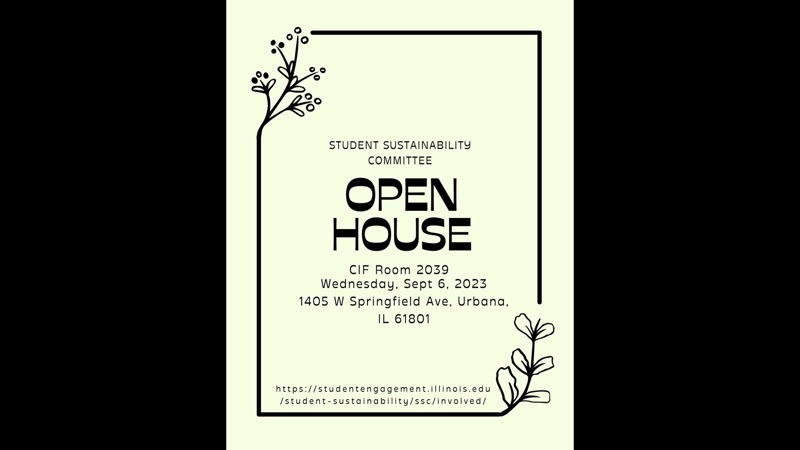 STUDENT SUSTAINABILITY
COMMITTEE
OPEN
HOUSE
CIF Room 2039
Wednesday, Sept 6, 2023
1405 W Springfield Ave, Urbana,
IL 61801
https://studentengagement.illinois.edu
/student-sustainability/ssc/involved/